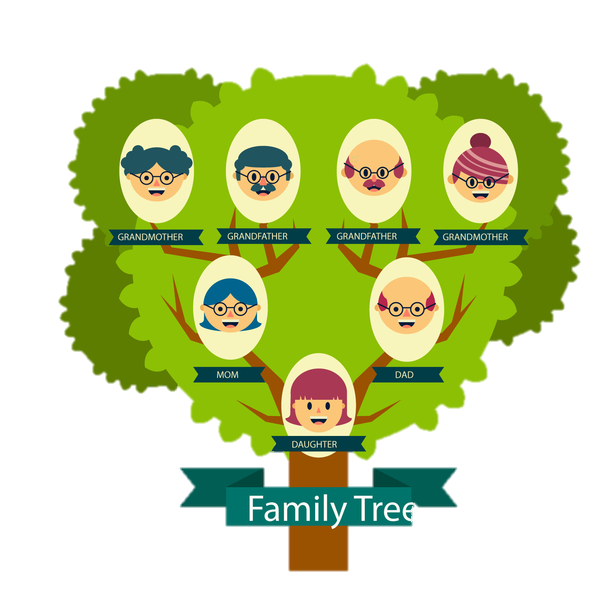 GRANDMOTHER
GRANDFATHER
GRANDFATHER
GRANDMOTHER
MOM
DAD
DAUGHTER
Family Tree